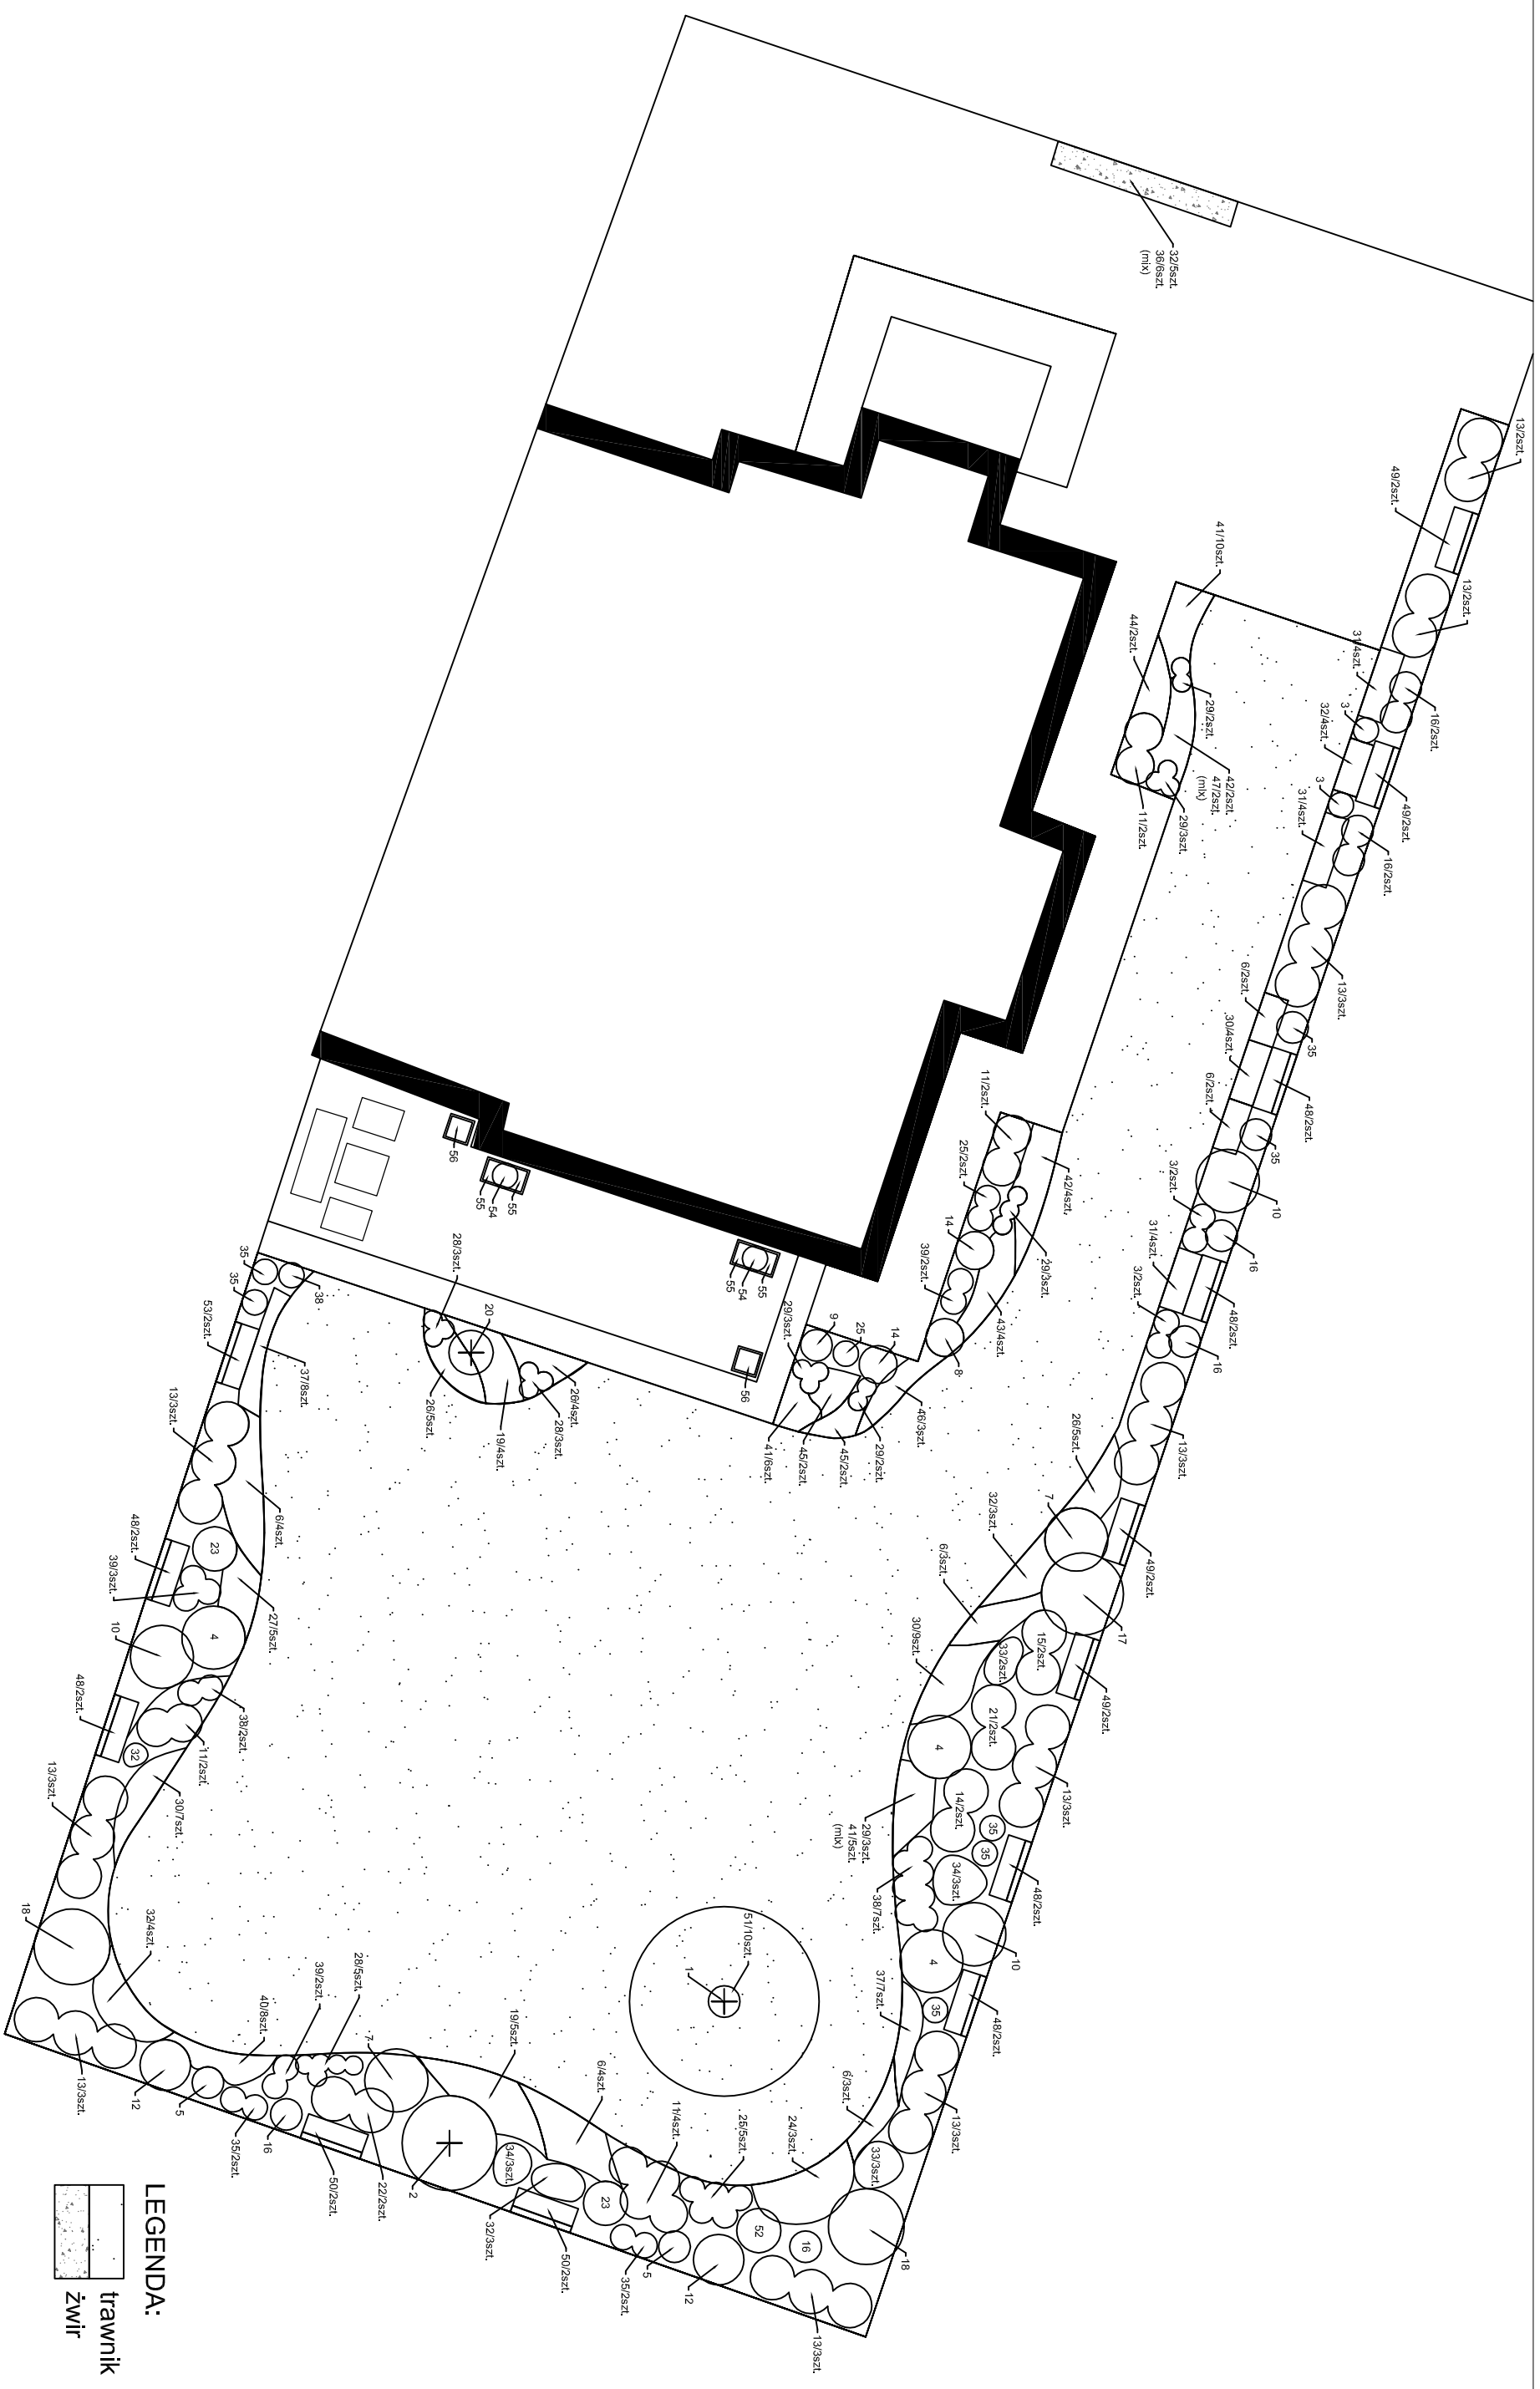 13/2szt.
49/2szt.
13/2szt.
32/5szt.
36/6szt.
(mix)
41/10szt.
44/2szt.
29/2szt.
42/2szt.
47/2szt.
(mix)
29/3szt.
11/2szt.
31/4szt.
16/2szt.
3
32/4szt.
49/2szt.
3
31/4szt.
16/2szt.
13/3szt.
6/2szt.
35
30/4szt.
48/2szt.
6/2szt.
35
10
3/2szt.
16
31/4szt.
48/2szt.
3/2szt.
16
13/3szt.
26/5szt.
49/2szt.
7
32/3szt.
17
6/3szt.
15/2szt.
33/2szt.
49/2szt.
30/9szt.
21/2szt.
4
13/3szt.
14/2szt.
35
35
29/3szt.
41/5szt.
(mix)
34/3szt.
48/2szt.
38/7szt.
10
4
37/7szt.
35
48/2szt.
6/3szt.
13/3szt.
33/3szt.
24/3szt.
18
16
52
13/3szt.
12
25/5szt.
11/4szt.
5
35/2szt.
23
6/4szt.
50/2szt.
32/3szt.
34/3szt.
19/5szt.
2
7
22/2szt.
50/2szt.
28/5szt.
39/2szt.
16
40/8szt.
35/2szt.
5
12
13/3szt.
32/4szt.
18
13/3szt.
30/7szt.
32
11/2szt.
38/2szt.
48/2szt.
10
4
27/5szt.
39/3szt.
48/2szt.
23
6/4szt.
13/3szt.
37/8szt.
53/2szt.
38
35
35
51/10szt.
1
11/2szt.
42/4szt.
25/2szt.
29/3szt.
14
39/2szt.
43/4szt.
8
14
25
9
29/3szt.
46/3szt.
29/2szt.
45/2szt.
45/2szt.
41/6szt.
28/3szt.
20
26/5szt.
19/4szt.
28/3szt.
26/4szt.
56
55
54
55
55
54
55
56
LEGENDA:
trawnik
żwir